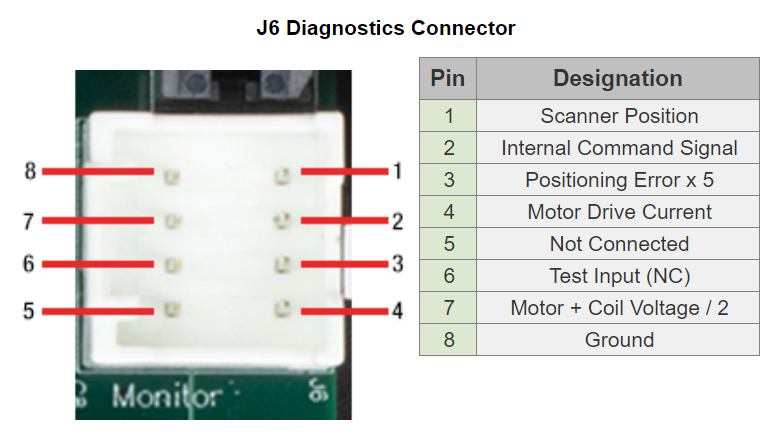 J6 Diagnostics Connector
8 1
7 2
6 3
5 4
Monitor J6
Pin Designation
1 Scanner Position
2 Internal Command Signal
3 Positioning Error x 5
4 Motor Drive Current
5 Not Connected
6 Test Input (NC)
7 Motor + Coil Voltage / 2
8 Ground